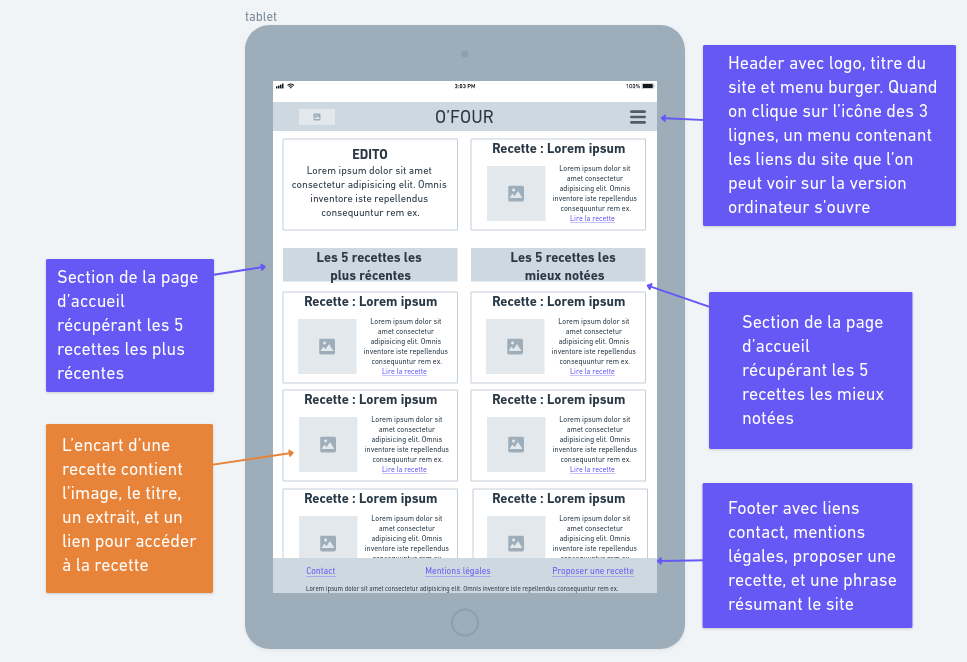 tablet
3:03 PM
100%
O'FOUR
EDITO
Lorem ipsum dolor sit amet
consectetur adipisicing elit. Omnis
inventore iste repellendus
consequuntur rem ex.
Recette : Lorem ipsum
Lorem ipsum dolor sit
amet consectetur
adipisicing elit. Omnis
inventore iste repellendus
consequuntur rem ex.
Lire la recette
Les 5 recettes les
plus récentes
Les 5 recettes les
mieux notées
Recette : Lorem ipsum
Lorem ipsum dolor sit
amet consectetur
adipisicing elit. Omnis
inventore iste repellendus
consequuntur rem ex.
Lire la recette
Recette : Lorem ipsum
Lorem ipsum dolor sit
amet consectetur
adipisicing elit. Omnis
inventore iste repellendus
consequuntur rem ex.
Lire la recette
Recette : Lorem ipsum
Lorem ipsum dolor sit
amet consectetur
adipisicing elit. Omnis
inventore iste repellendus
consequuntur rem ex.
Lire la recette
Recette : Lorem ipsum
Lorem ipsum dolor sit
amet consectetur
adipisicing elit. Omnis
inventore iste repellendus
consequuntur rem ex.
Lire la recette
Recette : Lorem ipsum
Lorem ipsum dolor sit
amet consectetur
adipisicing elit. Omnis
inventore iste repellendus
consequuntur rem ex.
Recette : Lorem ipsum
Lorem ipsum dolor sit
amet consectetur
adipisicing elit. Omnis
inventore iste repellendus
consequuntur rem ex.
Contact
Mentions légales
Proposer une recette
Lorem ipsum dolor sit amet consectetur adipisicing elit. Omnis inventore iste repellendus consequuntur rem ex.
Header avec logo, titre du
site et menu burger. Quand
on clique sur l'icône des 3
lignes, un menu contenant
les liens du site que l'on
peut voir sur la version
ordinateur s'ouvre
Section de la page
d'accueil
récupérant les 5
recettes les plus
récentes
Section de la page
d'accueil
récupérant les 5
recettes les mieux
notées
L'encart d'une
recette contient
l'image, le titre,
un extrait, et un
lien pour accéder
à la recette
Footer avec liens
contact, mentions
légales, proposer une
recette, et une phrase
résumant le site